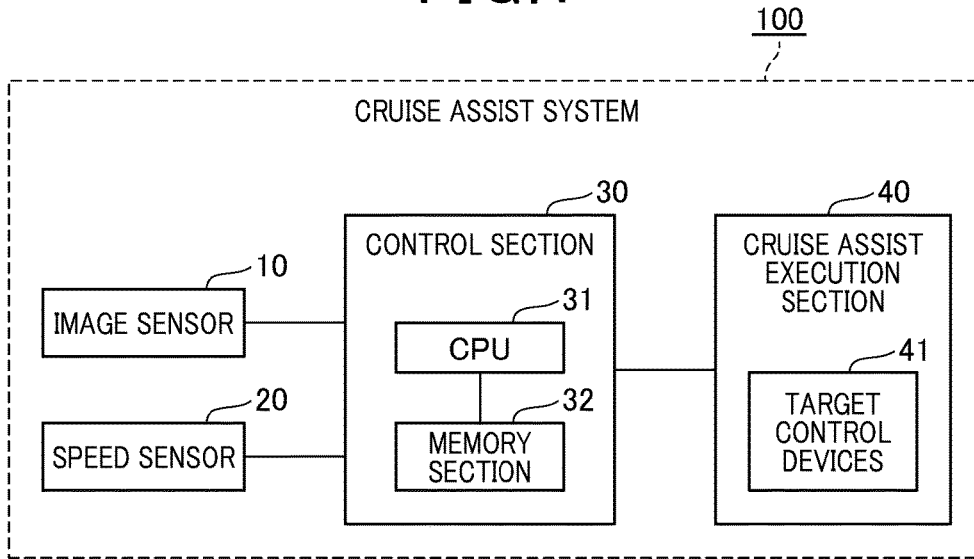 100
CRUISE ASSIST SYSTEM
30
CONTROL SECTION
40
CRUISE ASSIST
EXECUTION
SECTION
10
IMAGE SENSOR
31
CPU
41
TARGET
CONTROL
DEVICES
20
SPEED SENSOR
32
MEMORY
SECTION